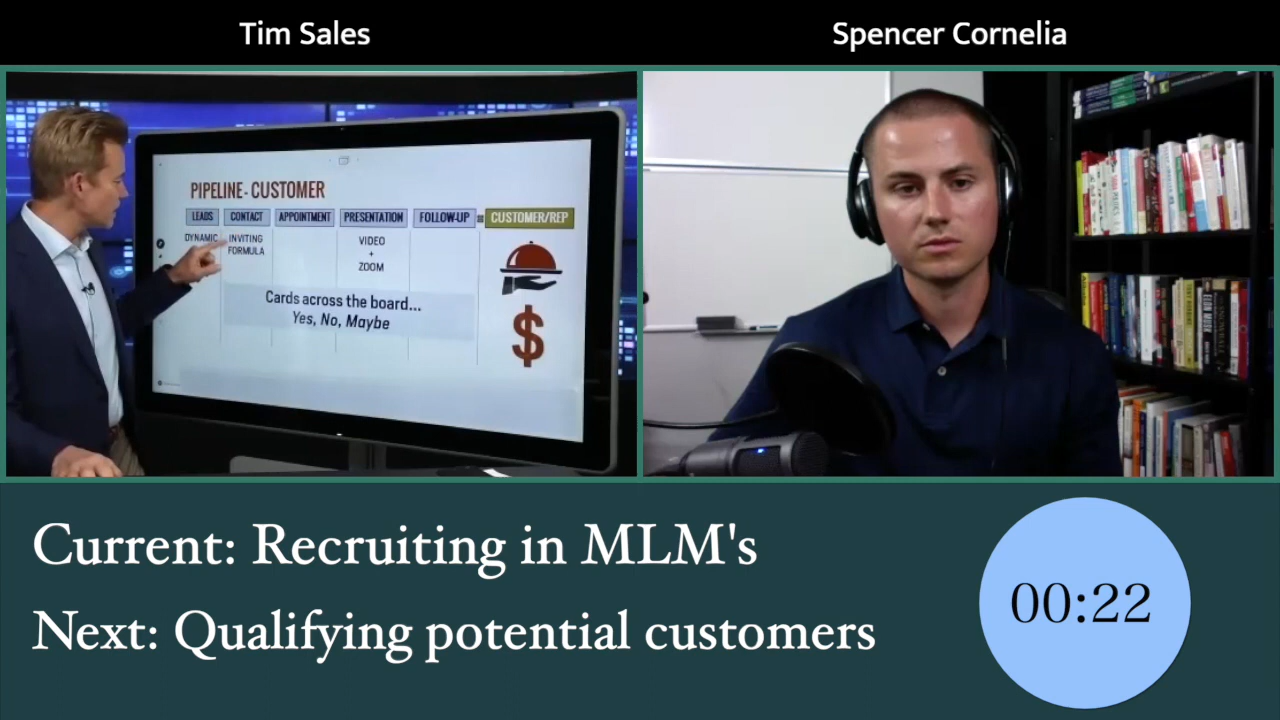 Tim Sales
Spencer Cornelia
PIPELINE - CUSTOMER
LEADS CONTACT APPOINTMENT PRESENTATION FOLLOW-UP = CUSTOMER/REP
DYNAMIC INVITING FORMULA
VIDEO
+
ZOOM
Cards across the board...
Yes, No, Maybe
$
Current: Recruiting in MLM's
Next: Qualifying potential customers
00:22